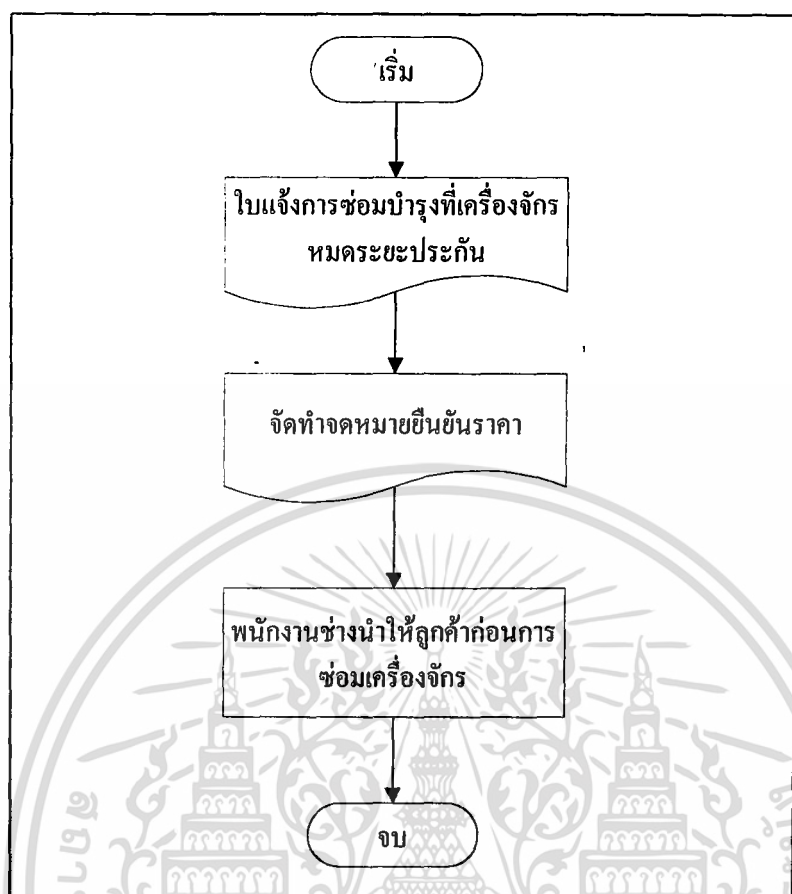 เริ่ม
ใบแจ้งการซ่อมบำรุงที่เครื่องจักร
หมดระยะประกัน
จัดทำจดหมายยืนยันราคา
พนักงานช่างนำให้ลูกค้าก่อนการ
ซ่อมเครื่องจักร
จบ